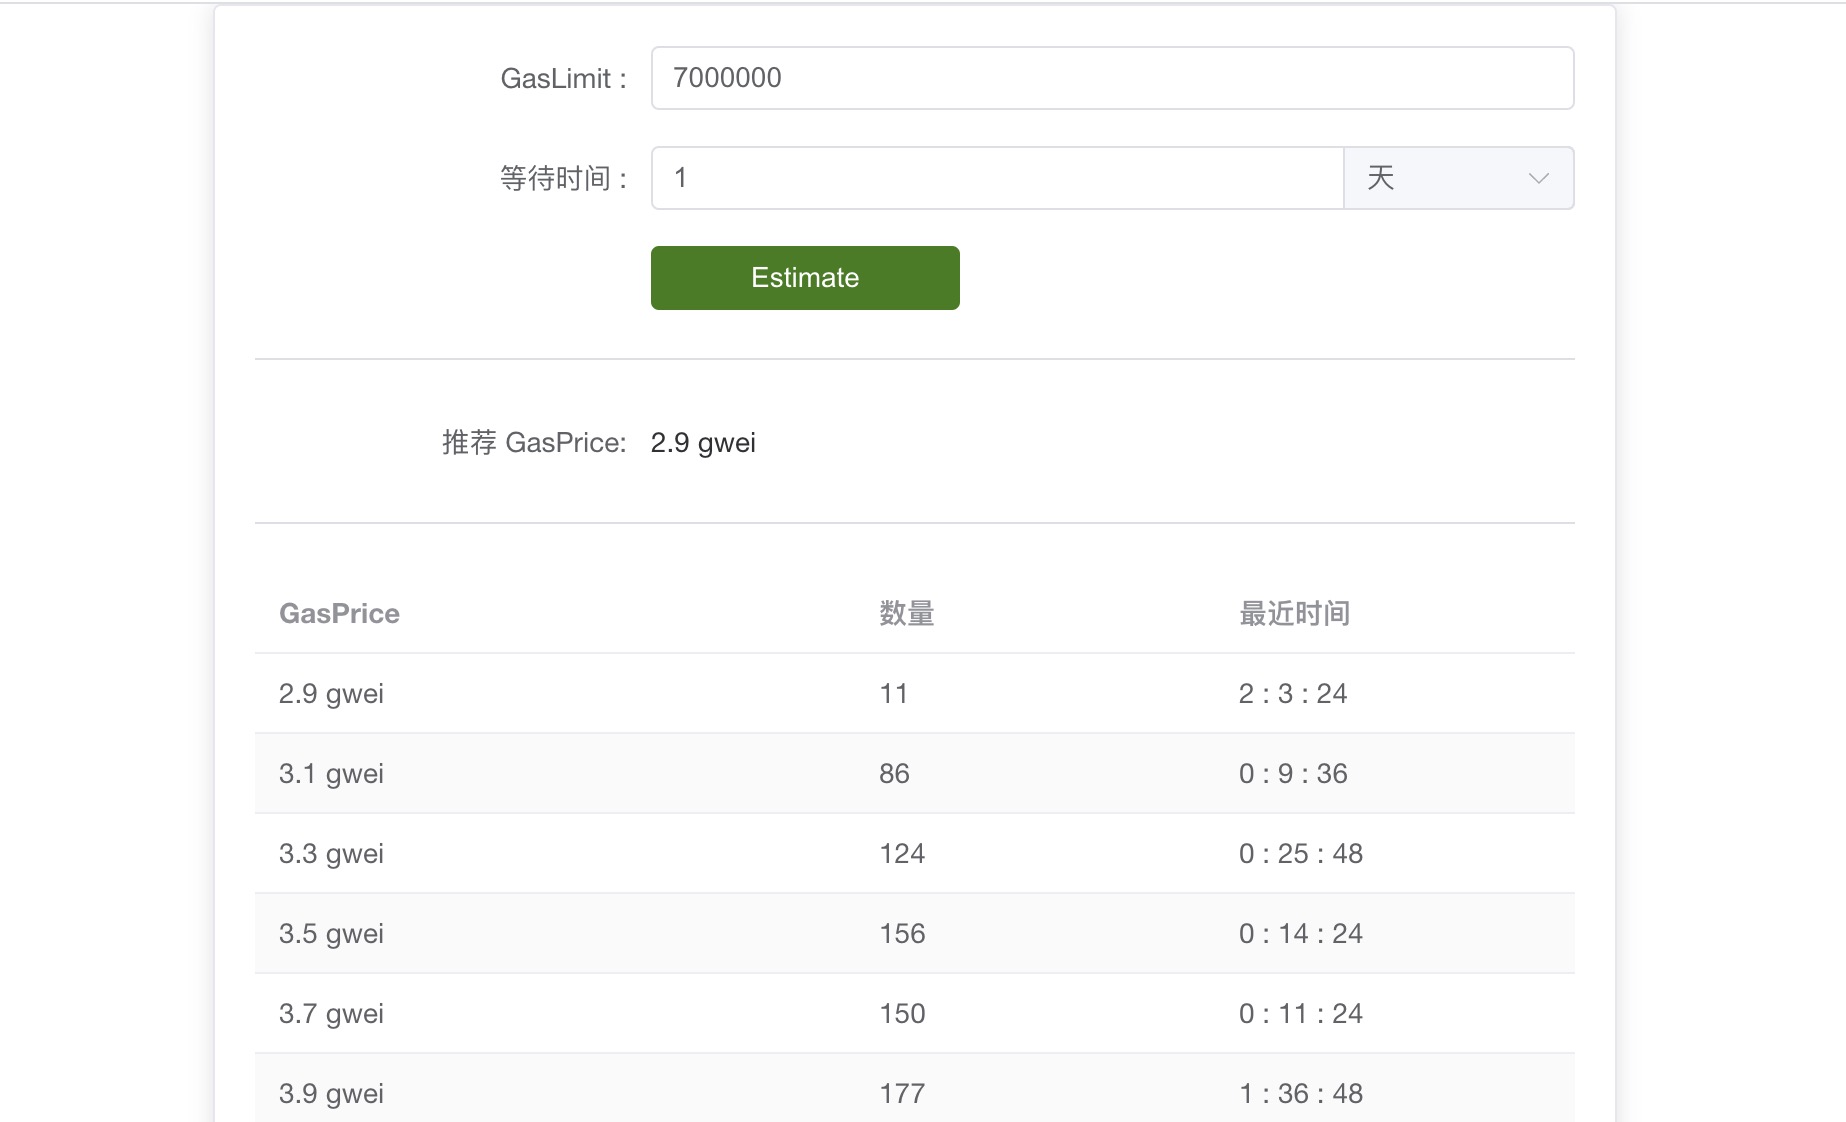 GasLimit : 7000000
等待时间 : 1 天
Estimate
推荐 GasPrice: 2.9 gwei
GasPrice 数量 最近时间
2.9 gwei 11 2 : 3 : 24
3.1 gwei 86 0 : 9 : 36
3.3 gwei 124 0 : 25 : 48
3.5 gwei 156 0 : 14 : 24
3.7 gwei 150 0 : 11 : 24
3.9 gwei 177 1 : 36 : 48